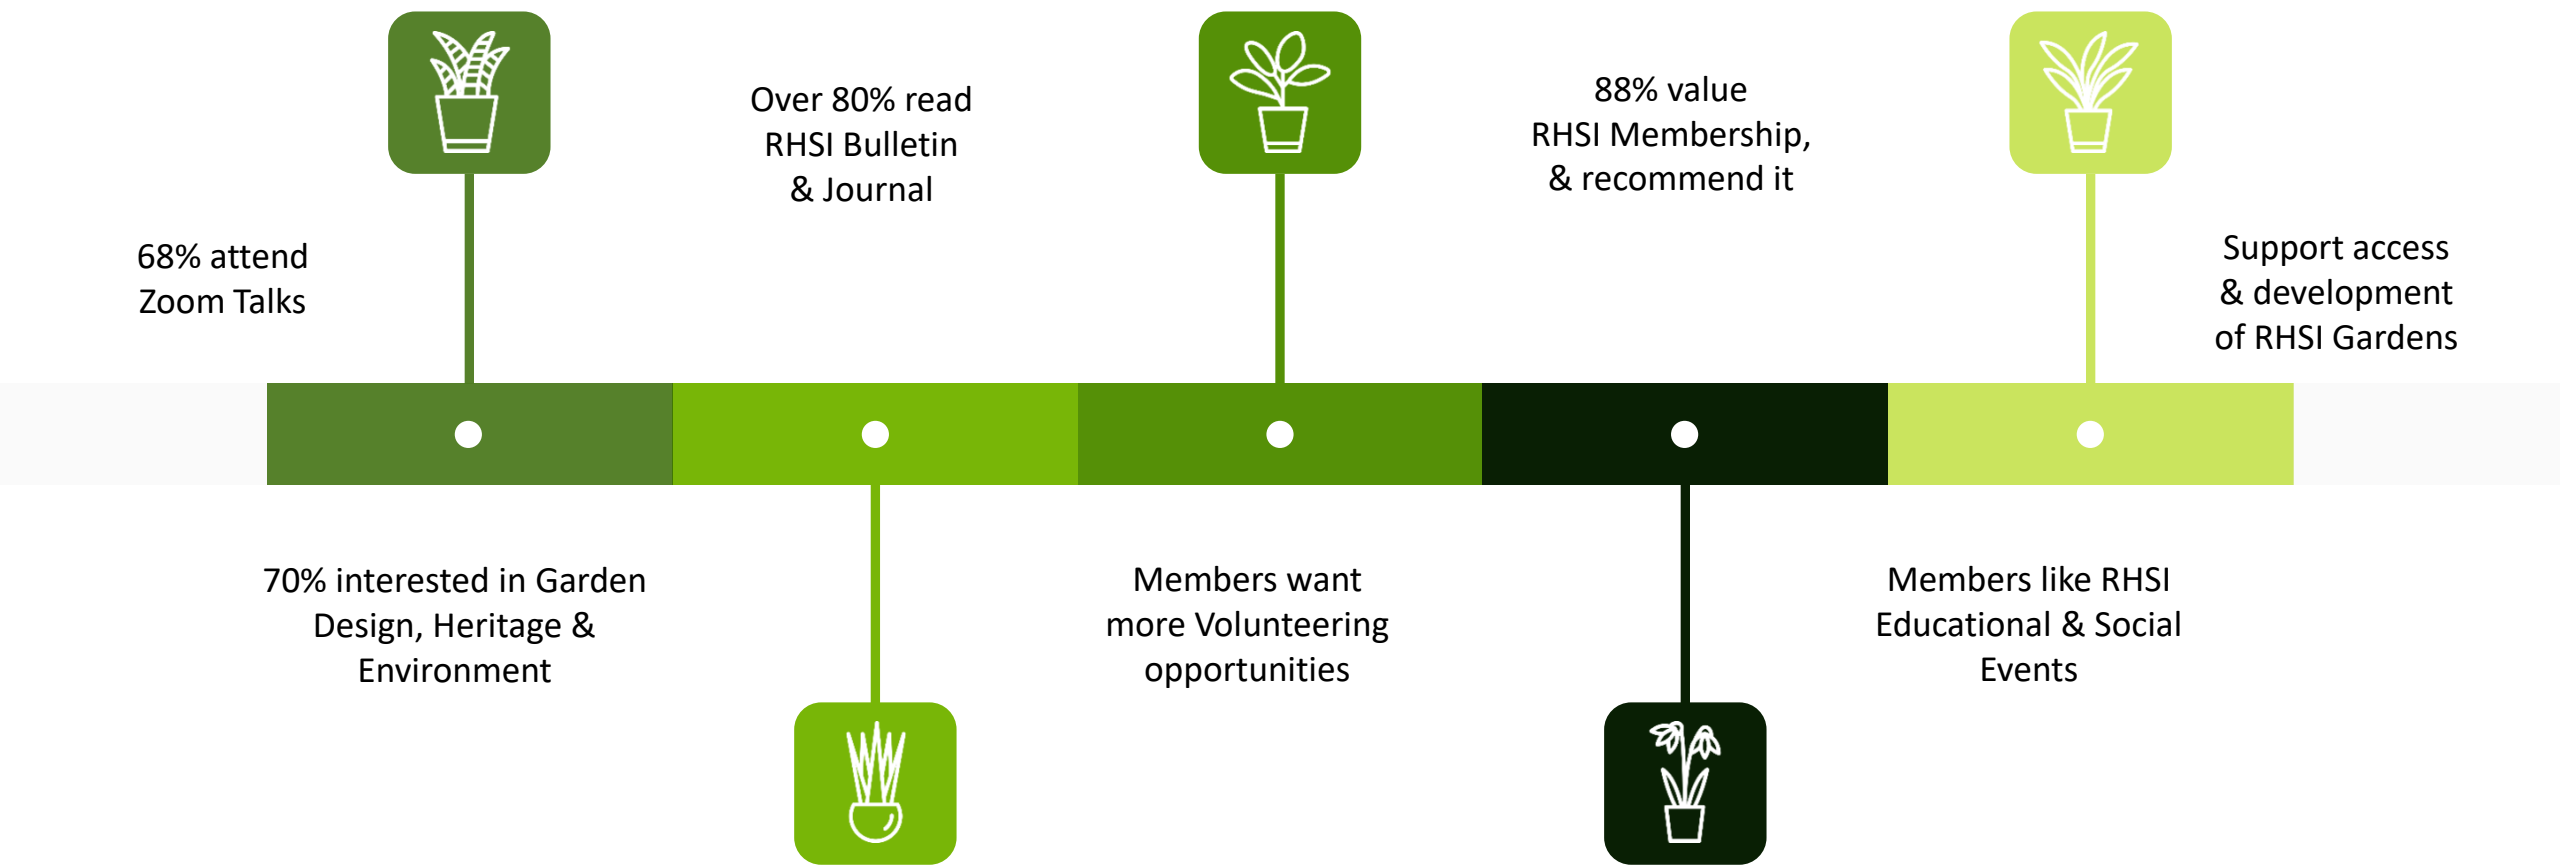 68% attend
Zoom Talks
Over 80% read
RHSI Bulletin
& Journal
88% value
RHSI Membership,
& recommend it
Support access
& development
of RHSI Gardens
70% interested in Garden
Design, Heritage &
Environment
Members want
more Volunteering
opportunities
Members like RHSI
Educational & Social
Events